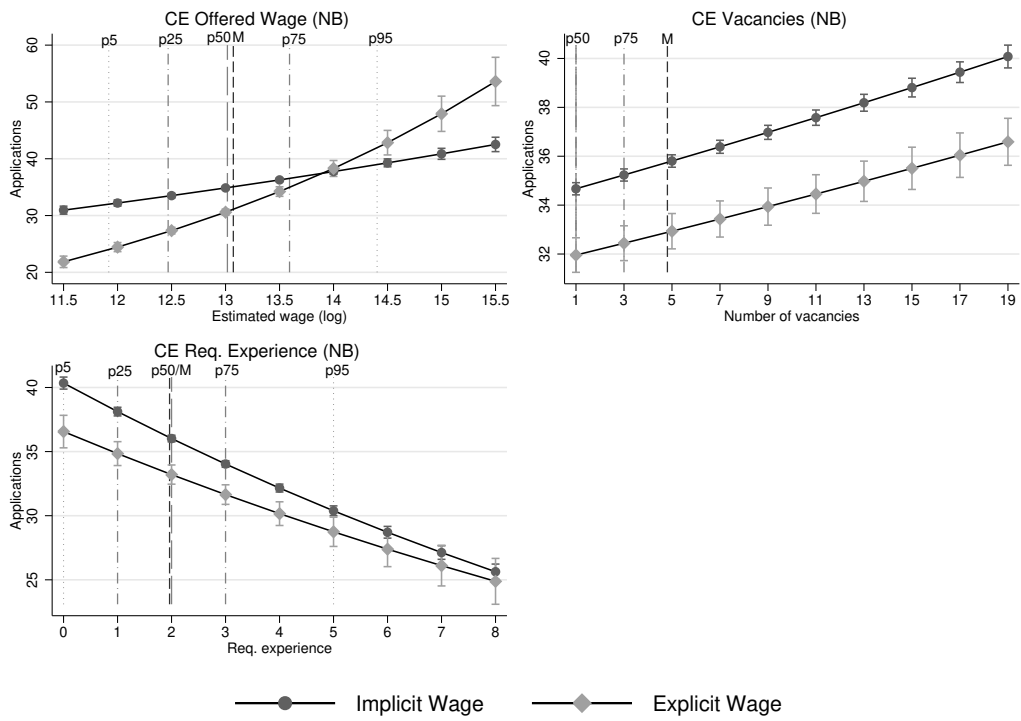 CE Offered Wage (NB)
p5 p25 p50 M p75 p95
60
50
40
30
20
Applications
11.5 12 12.5 13 13.5 14 14.5 15 15.5
Estimated wage (log)
CE Vacancies (NB)
p50 p75 M
40
38
36
34
32
Applications
1 3 5 7 9 11 13 15 17 19
Number of vacancies
CE Req. Experience (NB)
p5 p25 p50/M p75 p95
40
35
30
25
Applications
0 1 2 3 4 5 6 7 8
Req. experience
Implicit Wage Explicit Wage